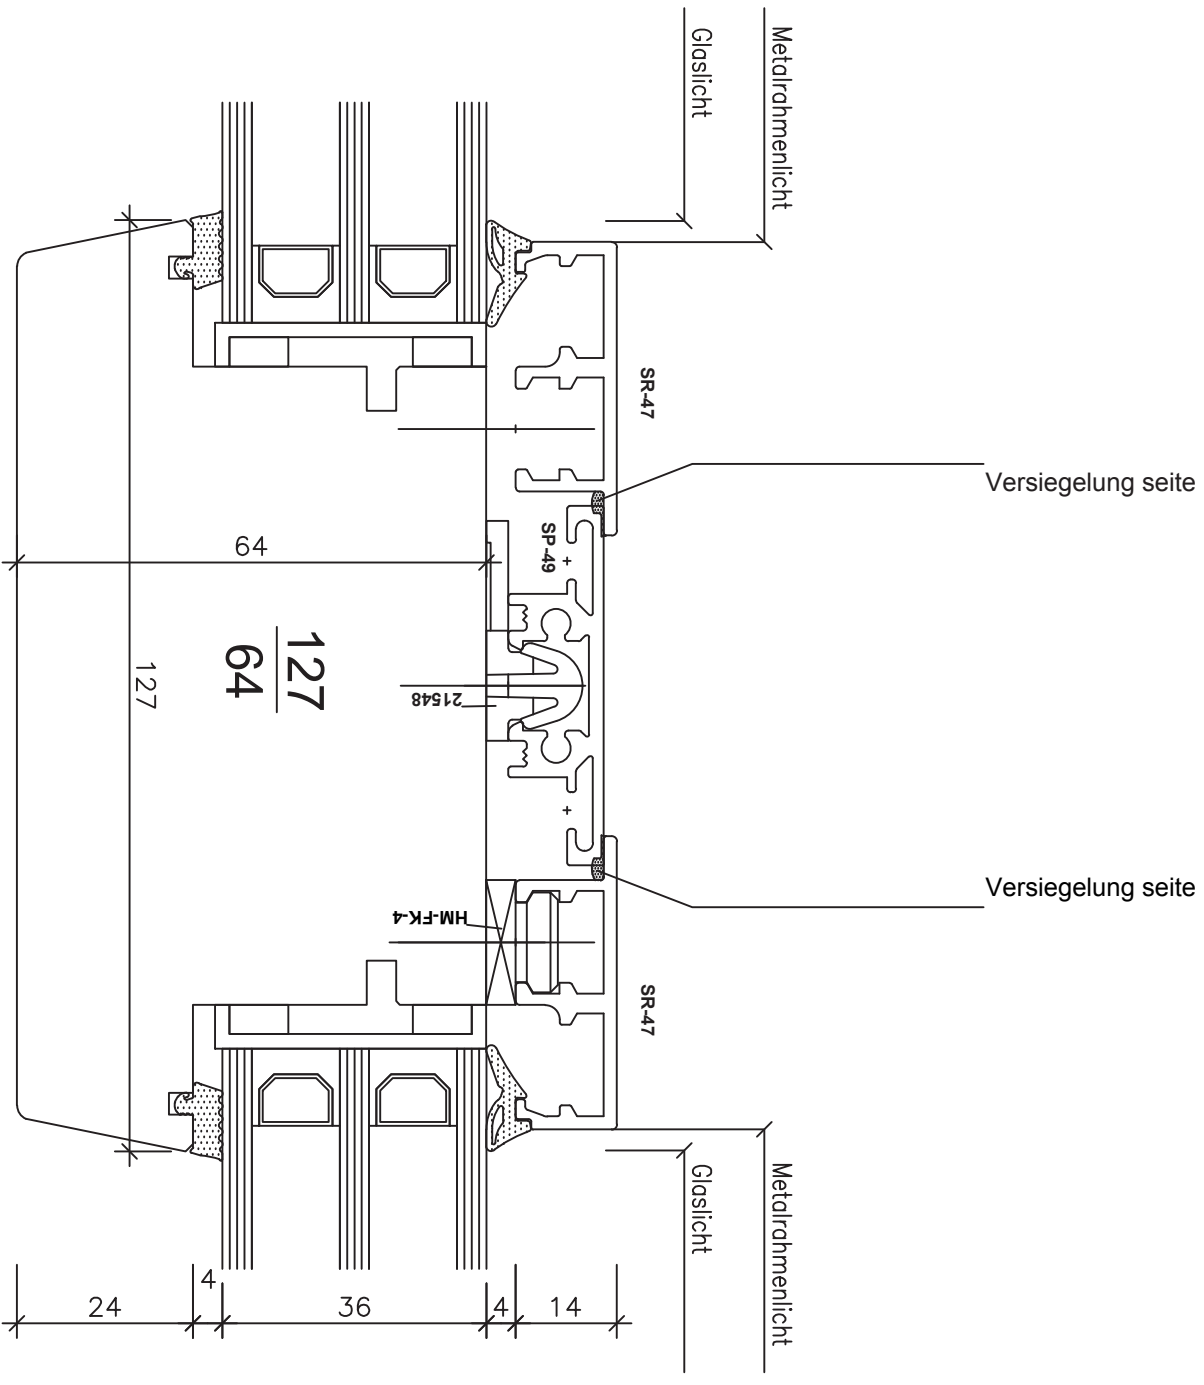 Metalrahmenlicht
Glaslicht
SR-47
Versiegelung seite
SP-49
64
127
64
127
21548
Versiegelung seite
HM-FK-4
SR-47
Metalrahmenlicht
Glaslicht
24
4
36
4
14